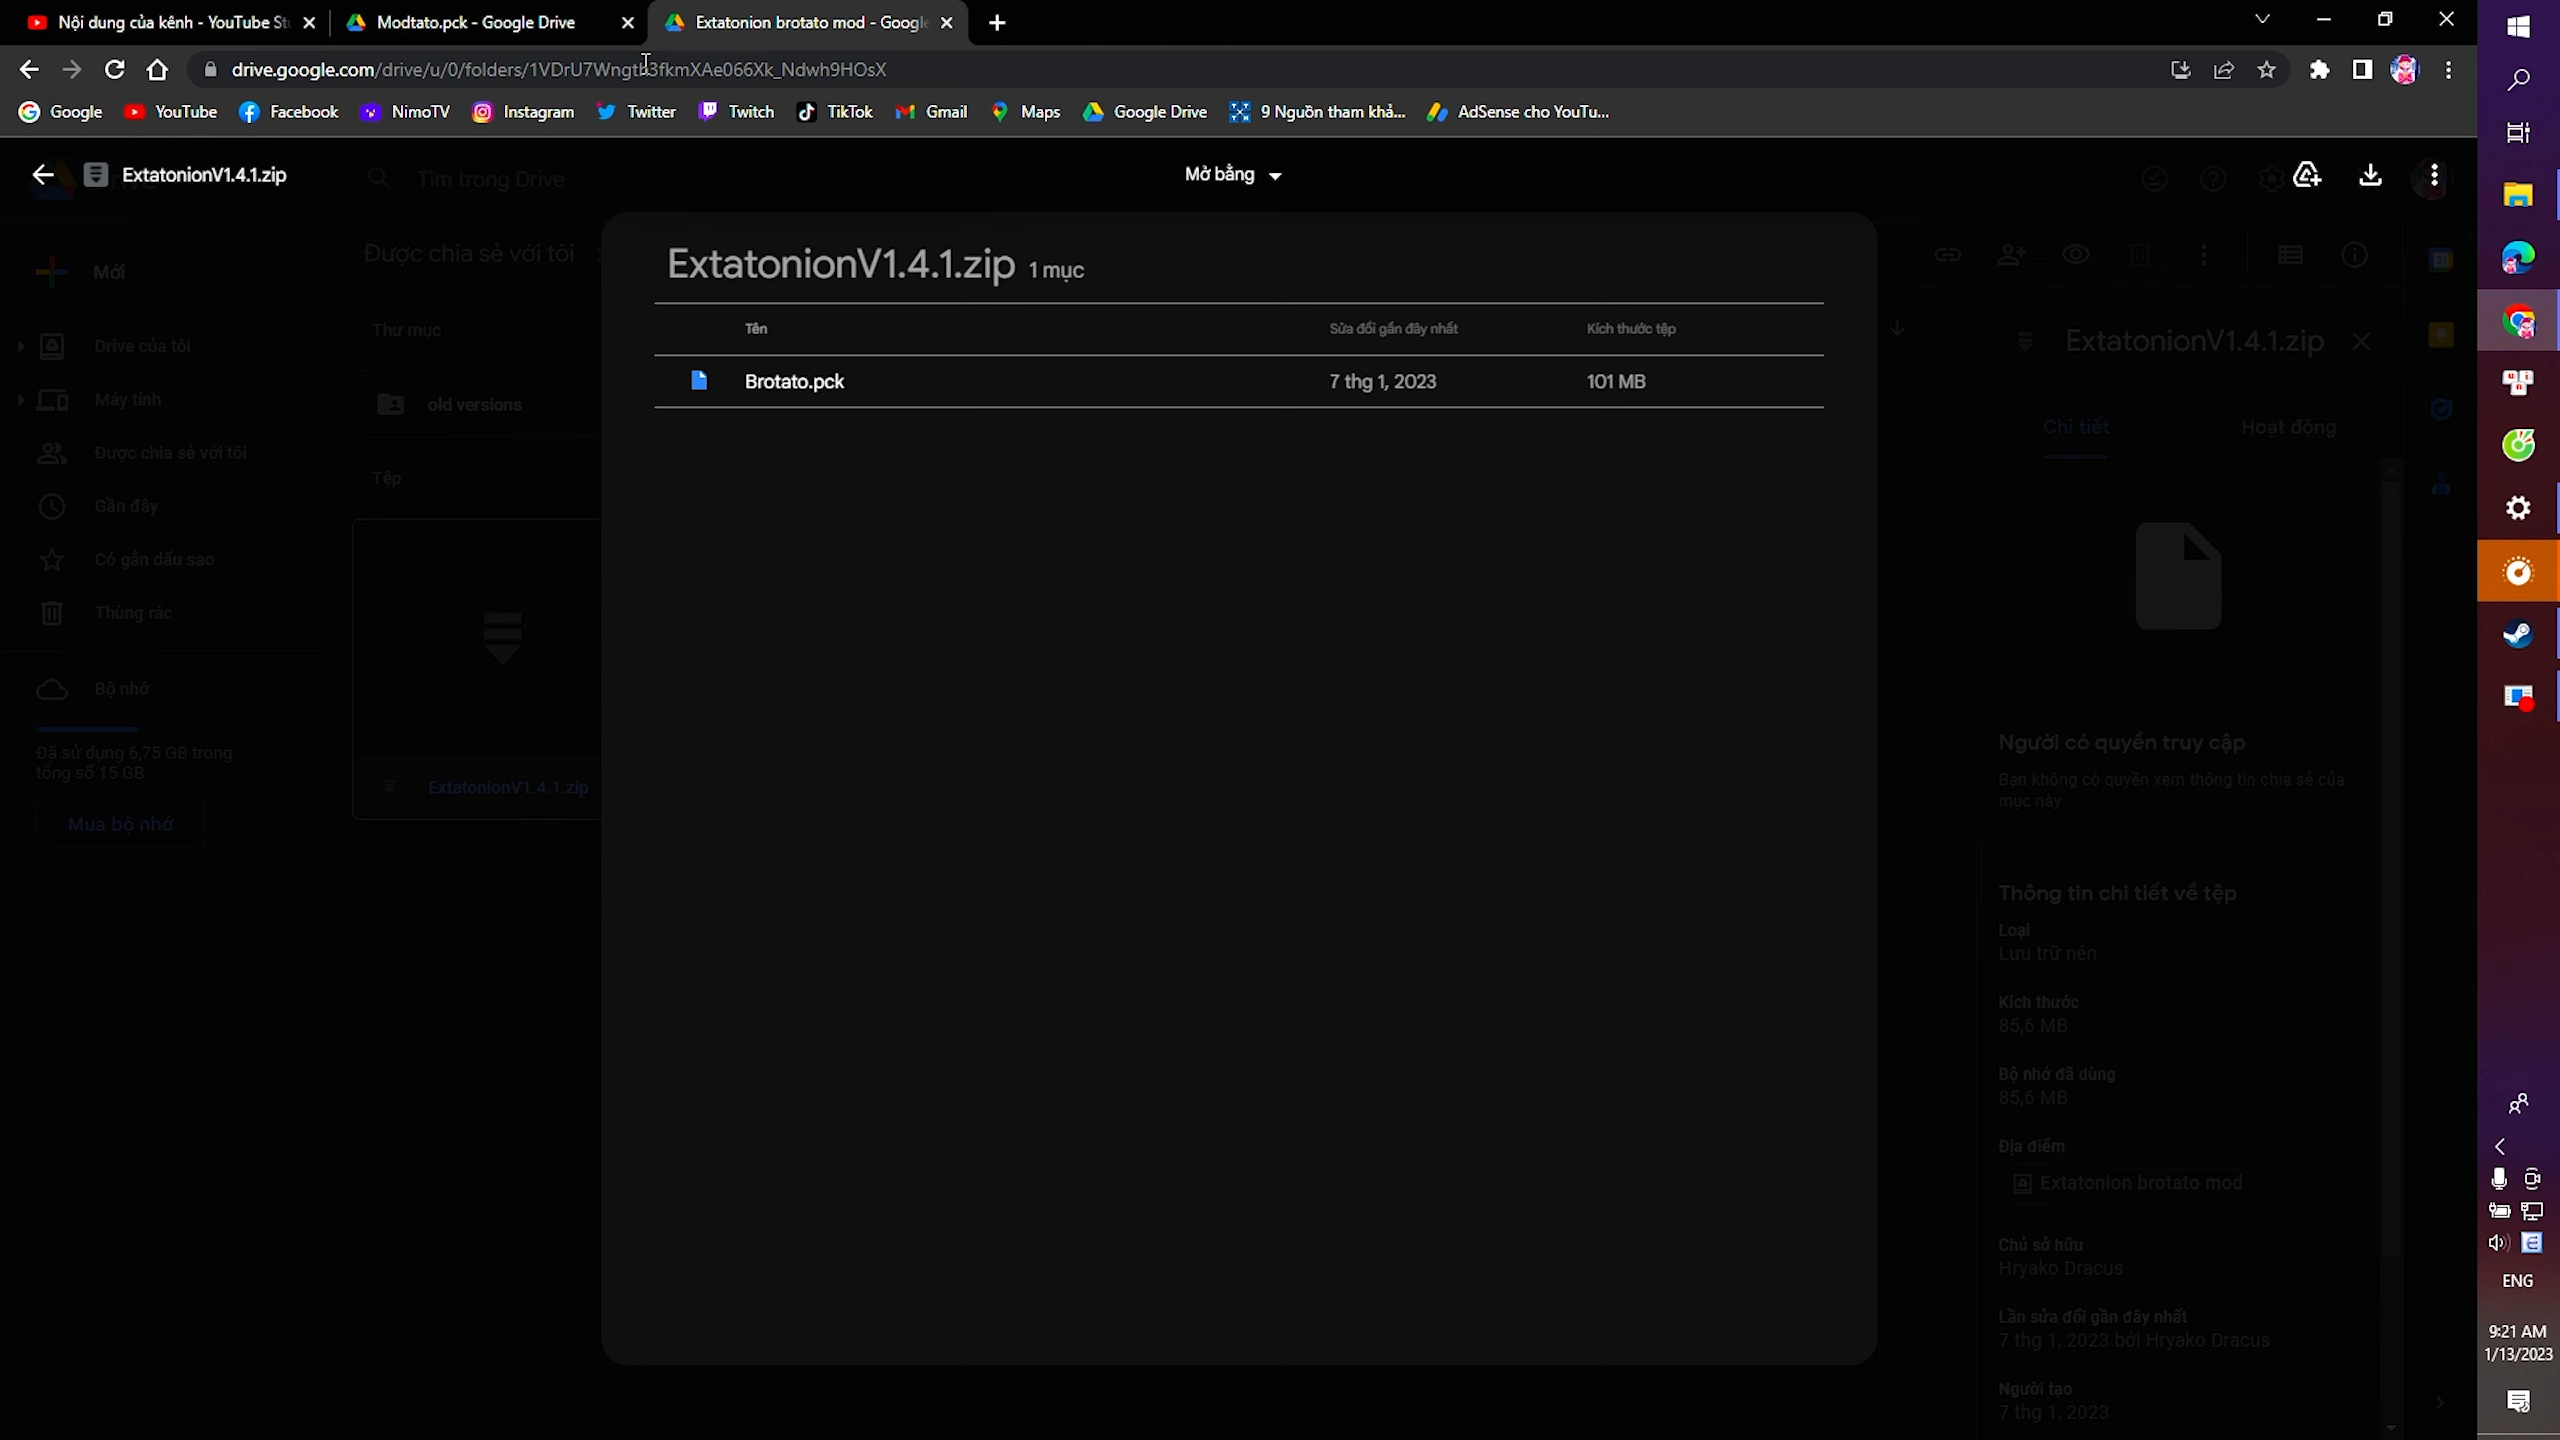 Nội dung của kênh - YouTube St
Modtato.pck - Google Drive
Extatonion brotato mod - Google
drive.google.com/drive/u/0/folders/1VDrU7Wngtb3fkmXAe066Xk_Ndwh9HOsX
Google YouTube Facebook NimoTV Instagram Twitter Twitch TikTok Gmail Maps Google Drive 9 Nguồn tham khả... AdSense cho YouTu...
ExtatonionV1.4.1.zip
Tìm trong Drive
Mở bằng
Mới
Được chia sẻ với tôi
ExtatonionV1.4.1.zip 1 mục
Tên Sửa đổi gần đây nhất Kích thước tệp
Brotato.pck 7 thg 1, 2023 101 MB
Drive của tôi
Máy tính
Được chia sẻ với tôi
Gần đây
Có gắn dấu sao
Thùng rác
Bộ nhớ
Đã sử dụng 6,75 GB trong
tổng số 15 GB
Mua bộ nhớ
Thư mục
old versions
Tệp
ExtatonionV1.4.1.zip
ExtatonionV1.4.1.zip
Chi tiết Hoạt động
Người có quyền truy cập
Bạn không có quyền xem thông tin chia sẻ của
mục này
Thông tin chi tiết về tệp
Loại
Lưu trữ nén
Kích thước
85,6 MB
Bộ nhớ đã dùng
85,6 MB
Địa điểm
Extatonion brotato mod
Chủ sở hữu
Hryako Dracus
Lần sửa đổi gần đây nhất
7 thg 1, 2023 bởi Hryako Dracus
Người tạo
7 thg 1, 2023
ENG
9:21 AM
1/13/2023